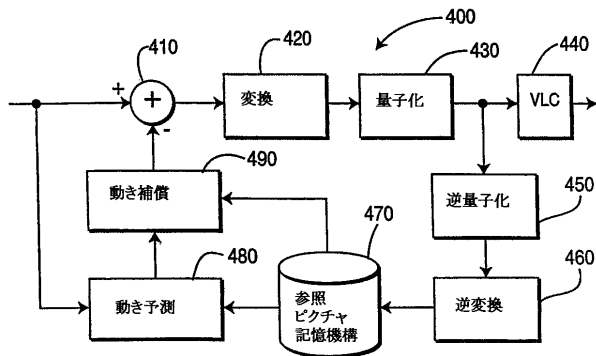 400
410
420
430
440
+
+
-
変換
量子化
VLC
490
動き補償
逆量子化
450
470
480
460
動き予測
参照
ピクチャ
記憶機構
逆変換